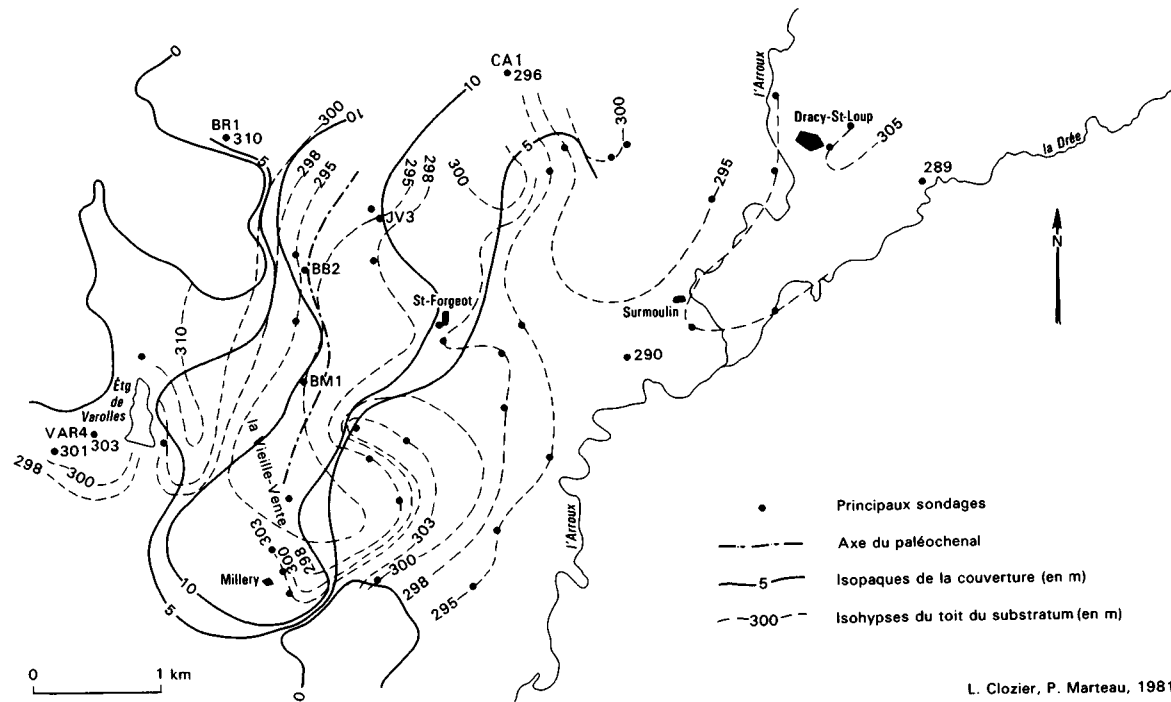 0
CA1
296
10
l'Arroux
BR1
310
300
10
5
300
Dracy-St-Loup
305
la Drée
5
298
295
298
295
300
295
289
N
JV3
BB2
St-Forgeot
Surmoulin
310
290
BM1
Étg
de
Varolles
VAR4
301
303
298
300
la Vieille-Vente
l'Arroux
303
303
300
298
Millery
300
298
295
10
5
0
Principaux sondages
Axe du paléochenal
5 Isopaques de la couverture (en m)
300 Isohypses du toit du substratum (en m)
0 1 km
L. Clozier, P. Marteau, 1981